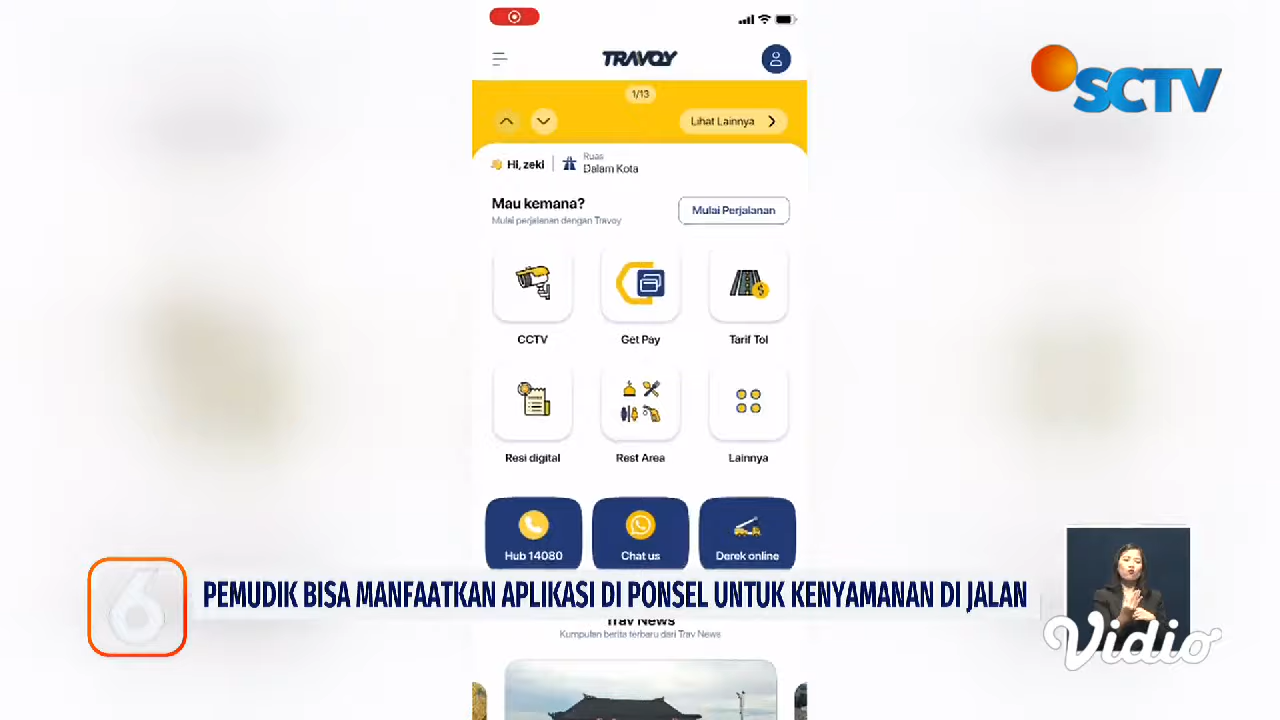 TRAVOY
SCTV
1/13
Lihat Lainnya
Hi, zeki
Ruas
Dalam Kota
Mau kemana?
Mulai perjalanan dengan Travoy
Mulai Perjalanan
CCTV
Get Pay
Tarif Tol
Resi digital
Rest Area
Lainnya
Hub 14080
Chat us
Derek online
6
PEMUDIK BISA MANFAATKAN APLIKASI DI PONSEL UNTUK KENYAMANAN DI JALAN
Trav News
Kumpulan berita terbaru dari Trav News
Vidio